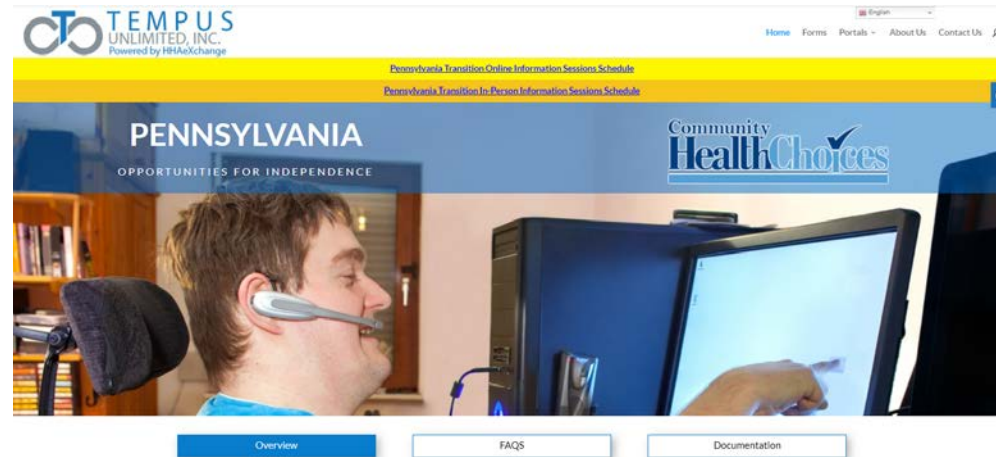 TEMPUS
UNLIMITED, INC.
Powered by HHAeXchange
English
Home Forms Portals About Us Contact Us
Pennsylvania Transition Online Information Sessions Schedule
Pennsylvania Transition In-Person Information Sessions Schedule
PENNSYLVANIA
OPPORTUNITIES FOR INDEPENDENCE
Community
HealthChoices
Overview FAQS Documentation